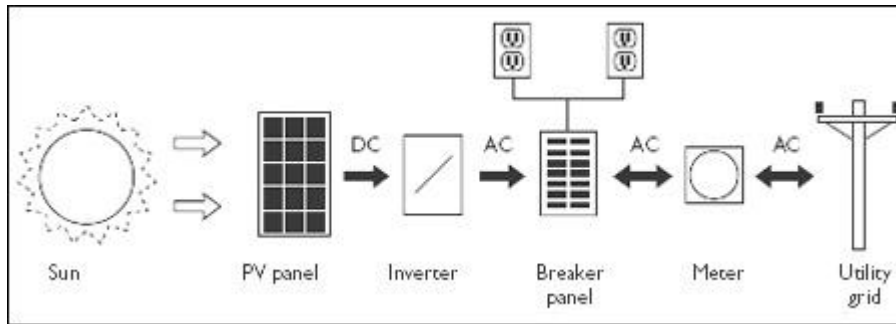 DC
AC
AC
AC
Sun
PV panel
Inverter
Breaker
panel
Meter
Utility
grid